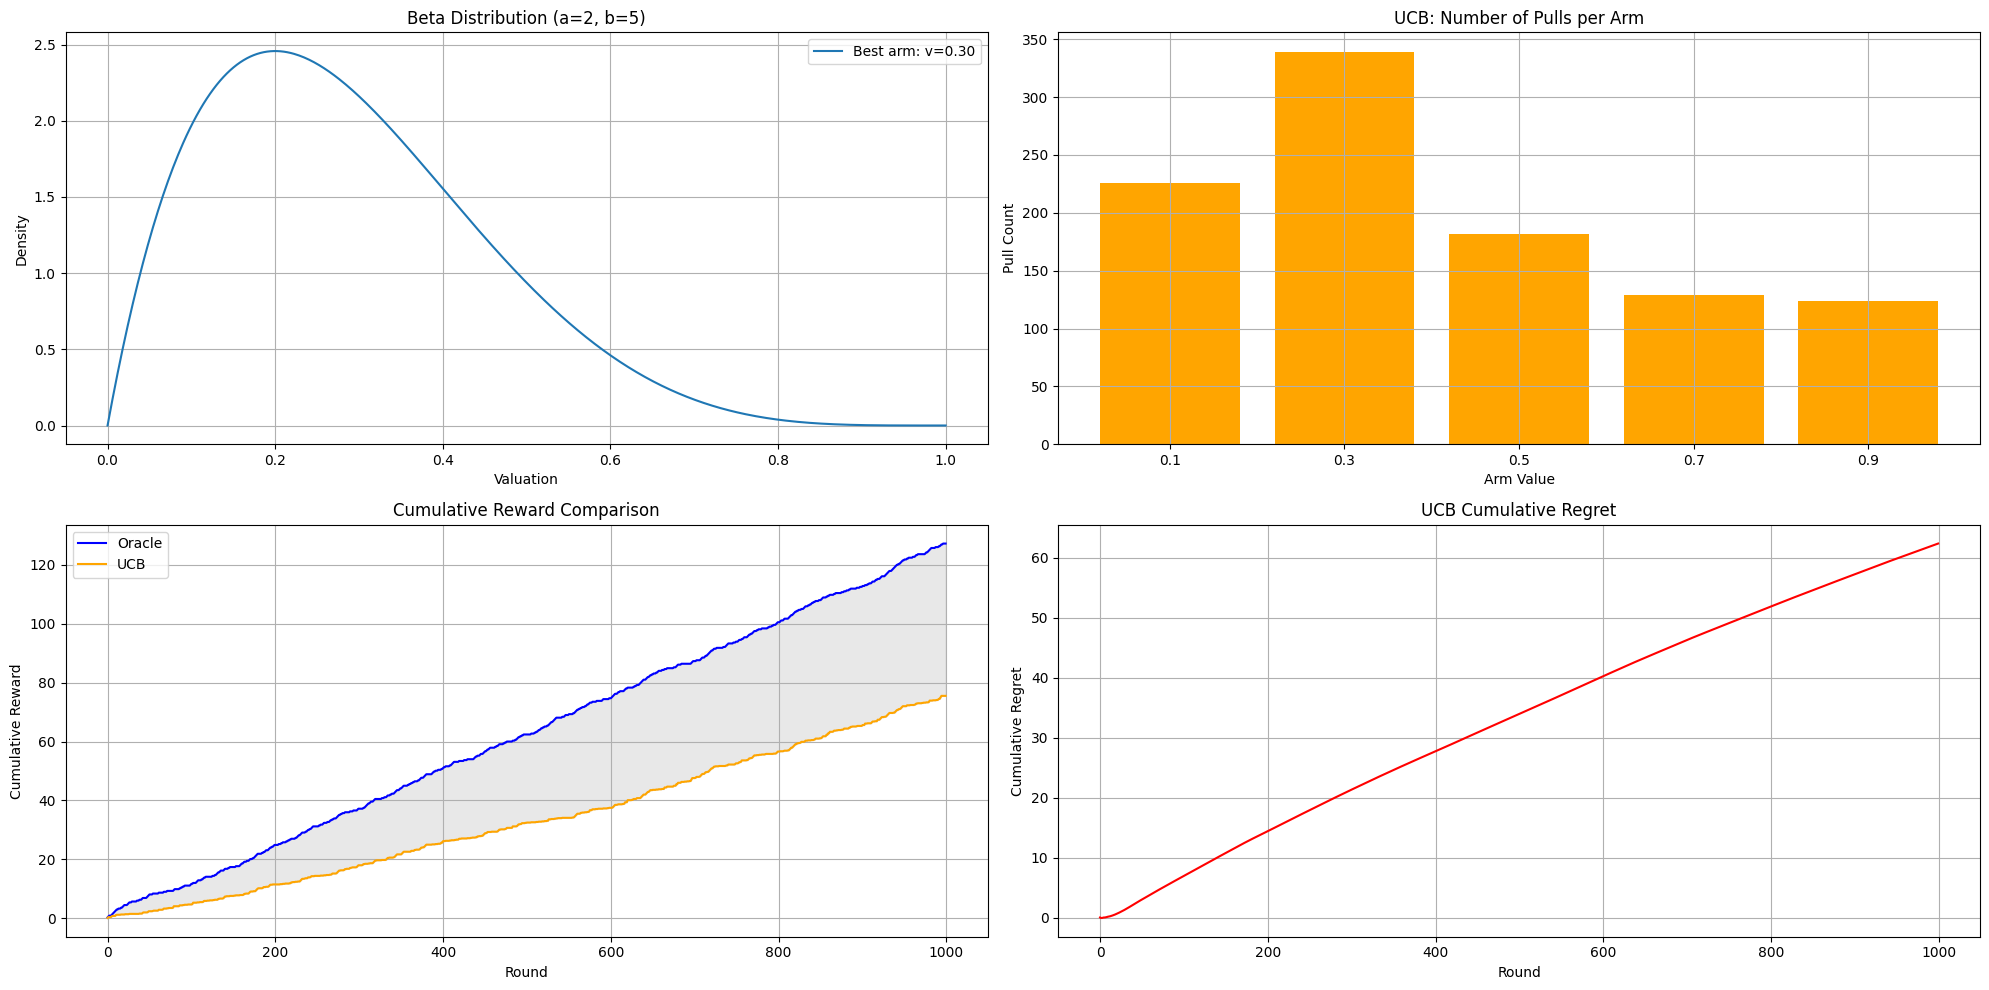 Beta Distribution (a=2, b=5)
Best arm: v=0.30
Density
2.5
2.0
1.5
1.0
0.5
0.0
0.0 0.2 0.4 0.6 0.8 1.0
Valuation
UCB: Number of Pulls per Arm
Pull Count
350
300
250
200
150
100
50
0
0.1 0.3 0.5 0.7 0.9
Arm Value
Cumulative Reward Comparison
Oracle
UCB
Cumulative Reward
120
100
80
60
40
20
0
0 200 400 600 800 1000
Round
UCB Cumulative Regret
Cumulative Regret
60
50
40
30
20
10
0
0 200 400 600 800 1000
Round